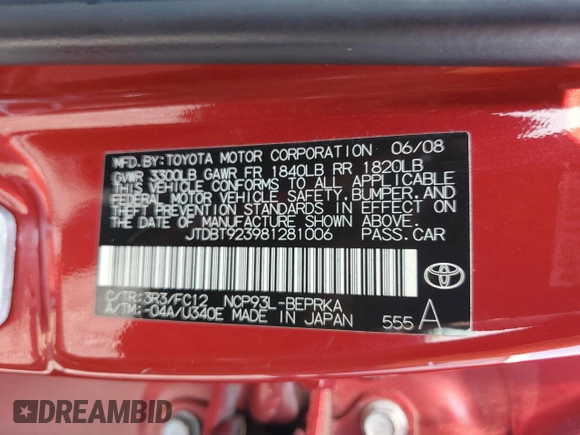 MFD. BY: TOYOTA MOTOR CORPORATION 06/08
GVWR 3300LB GAWR FR 1840LB RR 1820LB
THIS VEHICLE CONFORMS TO ALL APPLICABLE
FEDERAL MOTOR VEHICLE SAFETY, BUMPER, AND
THEFT PREVENTION STANDARDS IN EFFECT ON
THE DATE OF MANUFACTURE SHOWN ABOVE.
JTDBT923981281006 PASS. CAR
C/TR: 3R3/FC12 NCP93L-BEPRKA
A/TM: -04A/U340E MADE IN JAPAN 555 A
DREAMBID